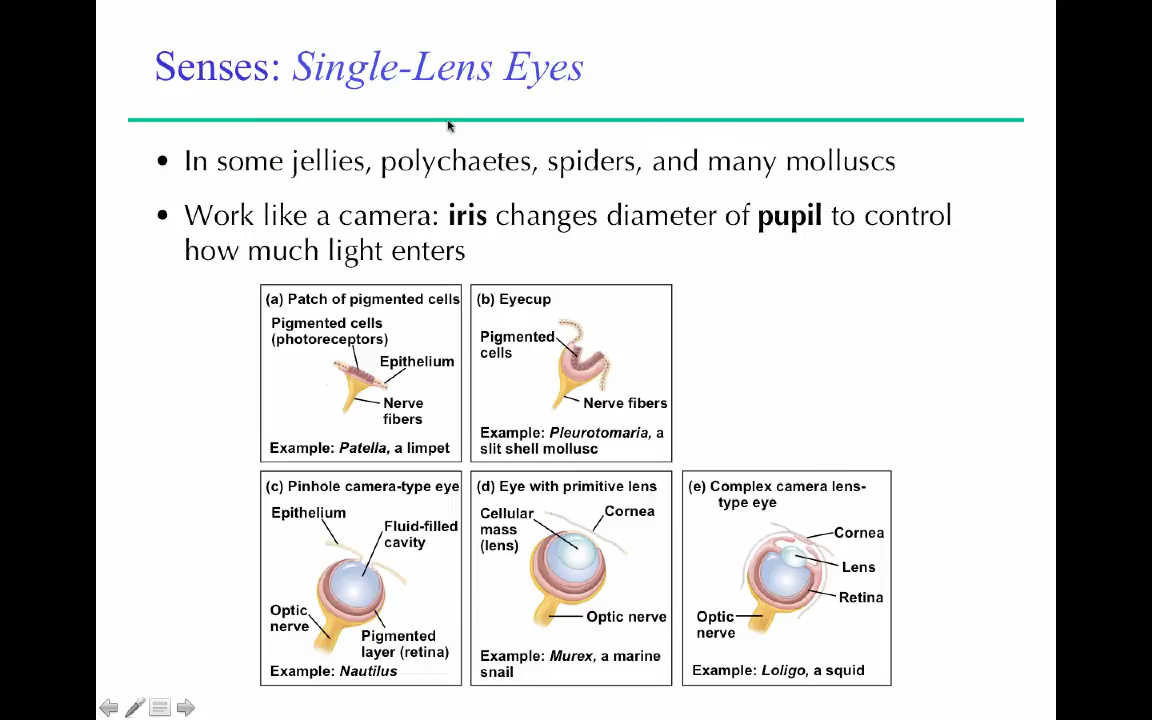 Senses: Single-Lens Eyes
• In some jellies, polychaetes, spiders, and many molluscs
• Work like a camera: iris changes diameter of pupil to control
how much light enters
(a) Patch of pigmented cells
Pigmented cells
(photoreceptors)
Epithelium
Nerve
fibers
Example: Patella, a limpet
(b) Eyecup
Pigmented
cells
Nerve fibers
Example: Pleurotomaria, a
slit shell mollusc
(c) Pinhole camera-type eye
Epithelium
Fluid-filled
cavity
Optic
nerve
Pigmented
layer (retina)
Example: Nautilus
(d) Eye with primitive lens
Cellular
mass
(lens)
Cornea
Optic nerve
Example: Murex, a marine
snail
(e) Complex camera lens-
type eye
Cornea
Lens
Retina
Optic
nerve
Example: Loligo, a squid